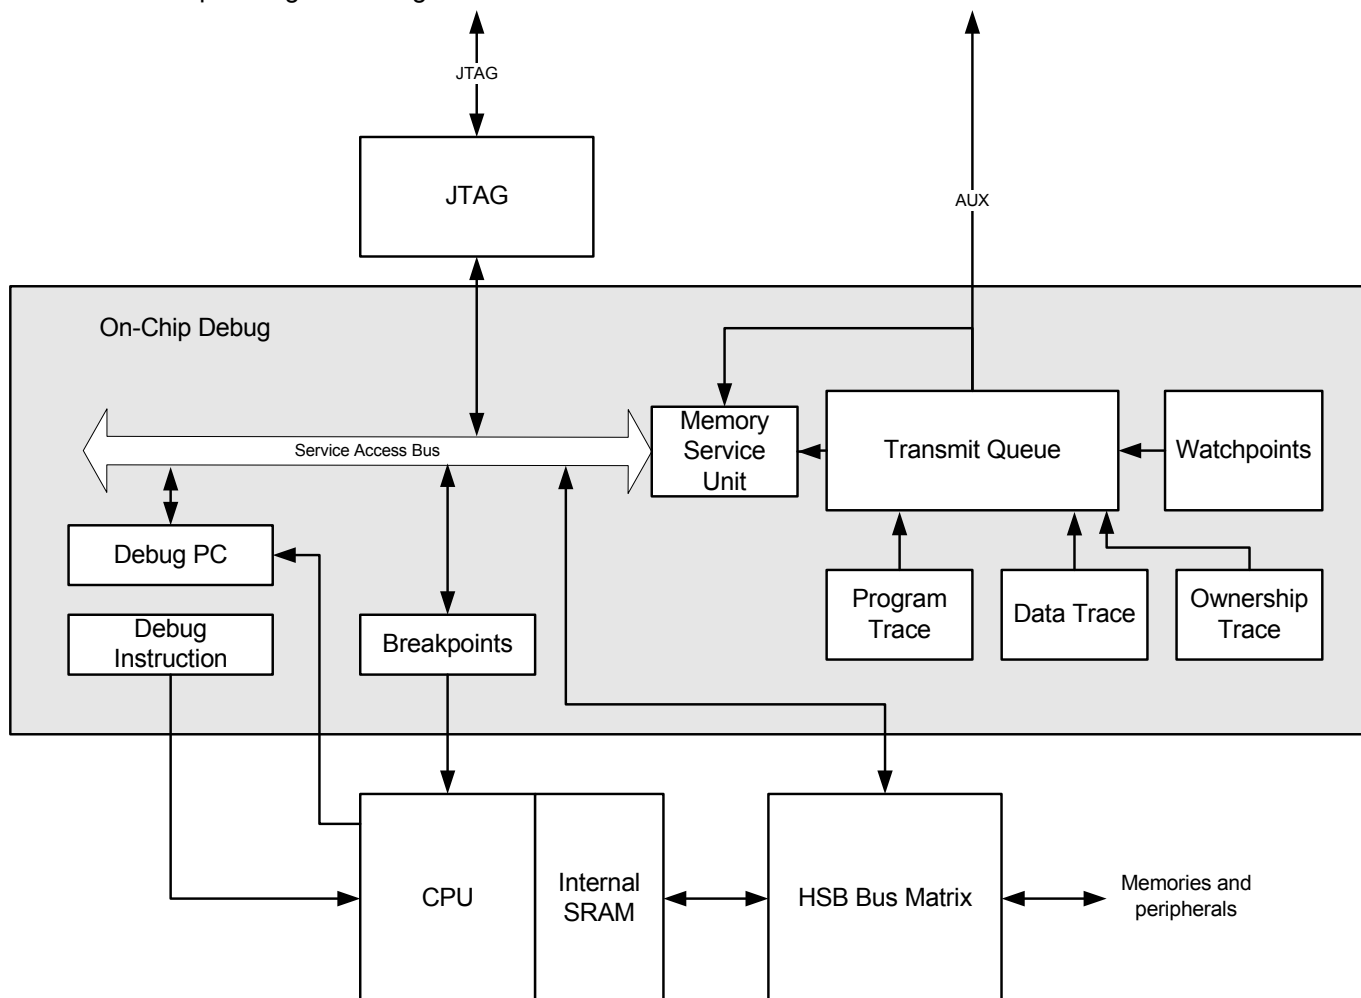 JTAG
JTAG
AUX
On-Chip Debug
Service Access Bus
Memory
Service
Unit
Transmit Queue
Watchpoints
Debug PC
Debug
Instruction
Breakpoints
Program
Trace
Data Trace
Ownership
Trace
CPU
Internal
SRAM
HSB Bus Matrix
Memories and
peripherals